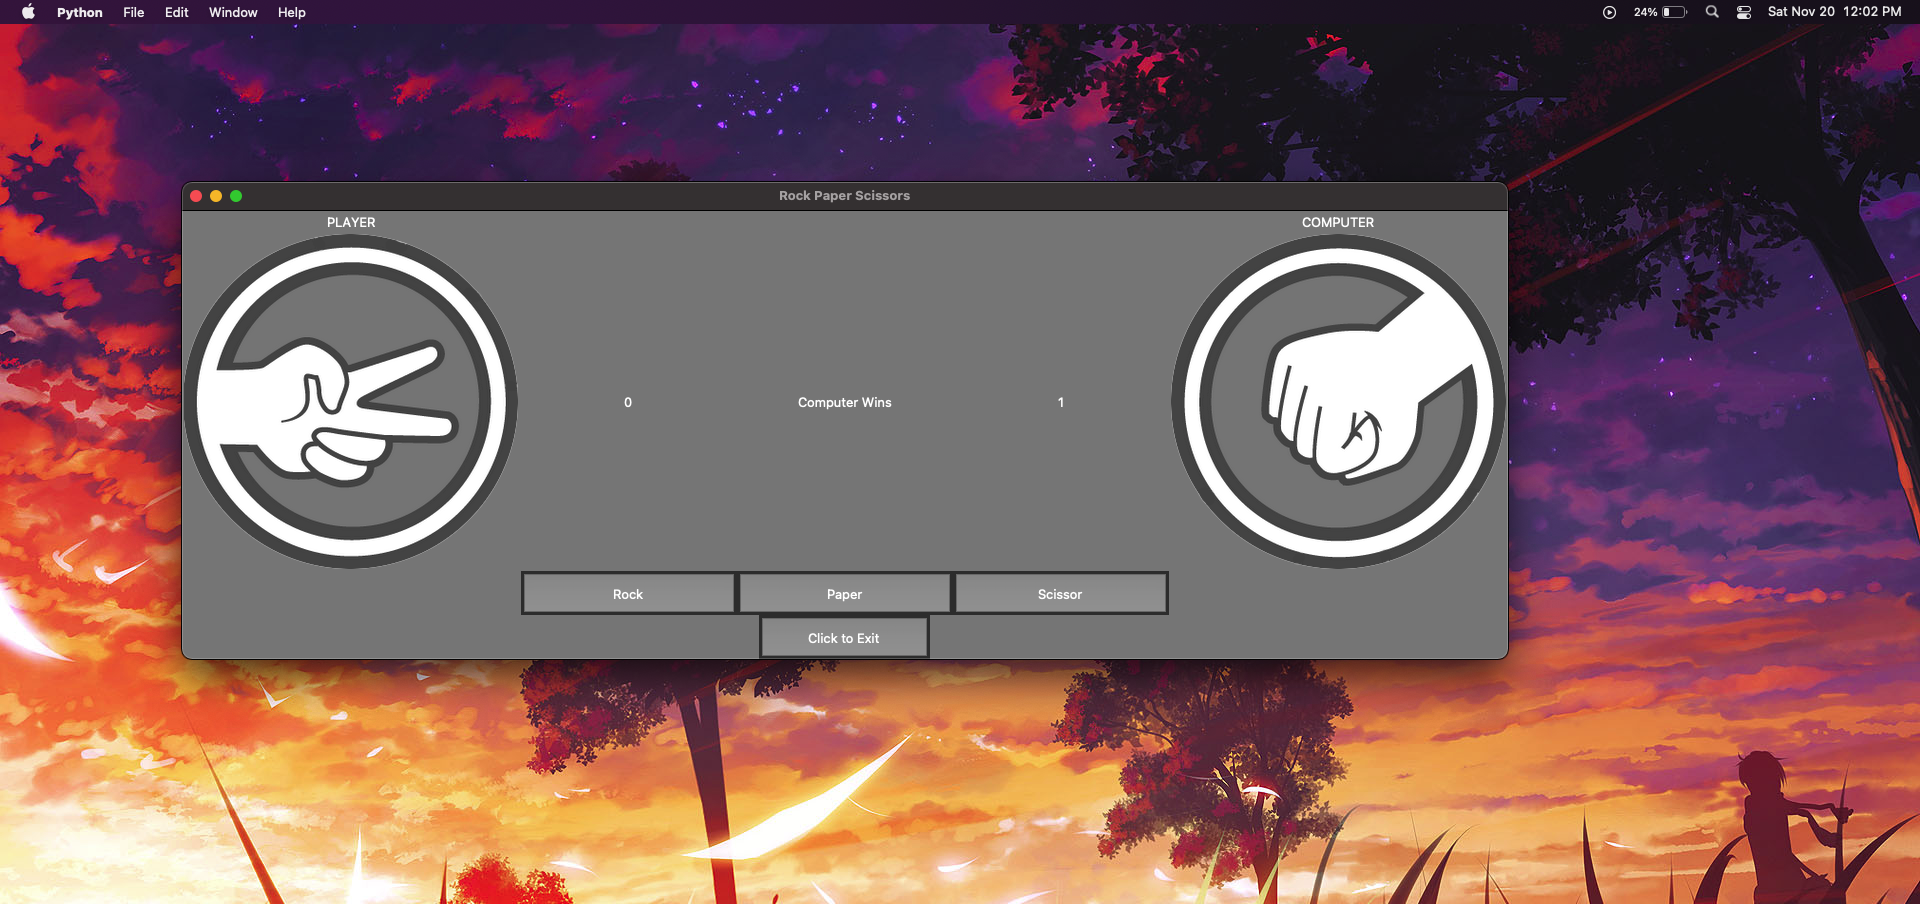 Python File Edit Window Help 24% Sat Nov 20 12:02 PM
Rock Paper Scissors
PLAYER COMPUTER
0 Computer Wins 1
Rock Paper Scissor
Click to Exit